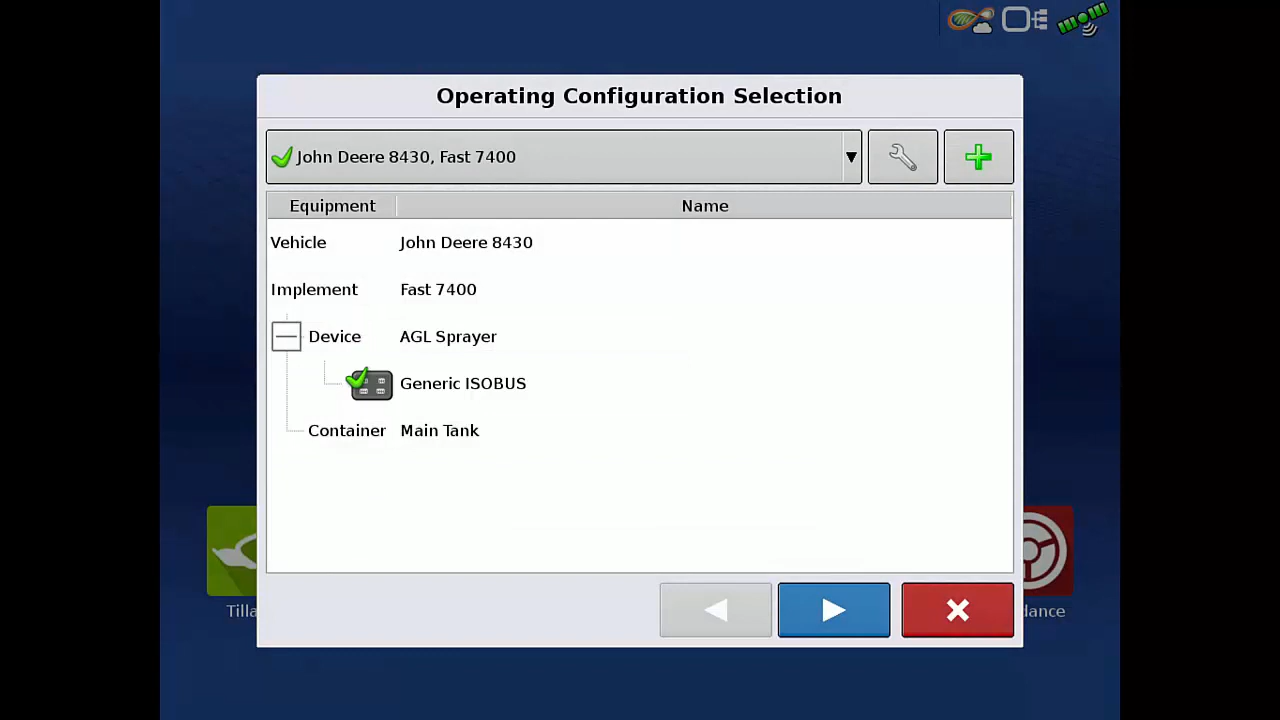 Operating Configuration Selection
John Deere 8430, Fast 7400
Equipment Name
Vehicle John Deere 8430
Implement Fast 7400
Device AGL Sprayer
Generic ISOBUS
Container Main Tank
Tilla
dance